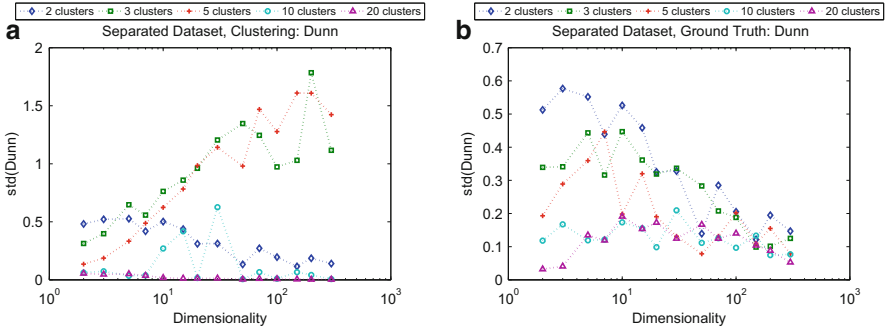 2 clusters 3 clusters 5 clusters 10 clusters 20 clusters
a
Separated Dataset, Clustering: Dunn
2
1.5
1
0.5
0
std(Dunn)
10^0 10^1 10^2 10^3
Dimensionality
2 clusters 3 clusters 5 clusters 10 clusters 20 clusters
b
Separated Dataset, Ground Truth: Dunn
0.7
0.6
0.5
0.4
0.3
0.2
0.1
0
std(Dunn)
10^0 10^1 10^2 10^3
Dimensionality